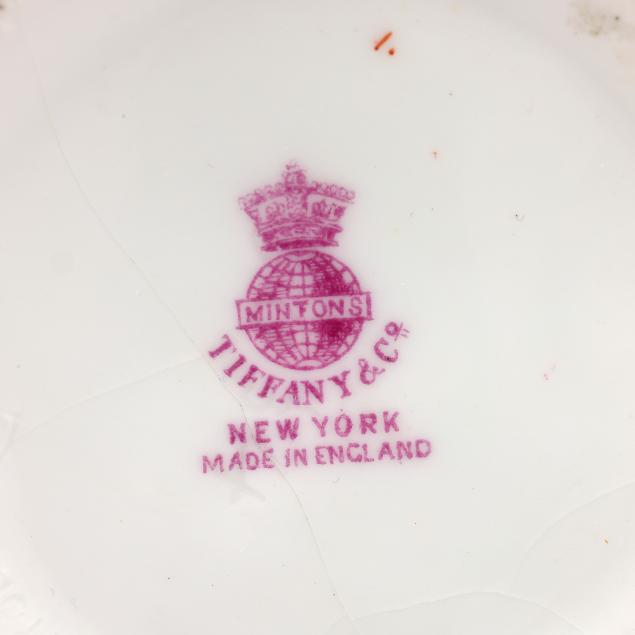 MINTONS
TIFFANY & Cº
NEW YORK
MADE IN ENGLAND